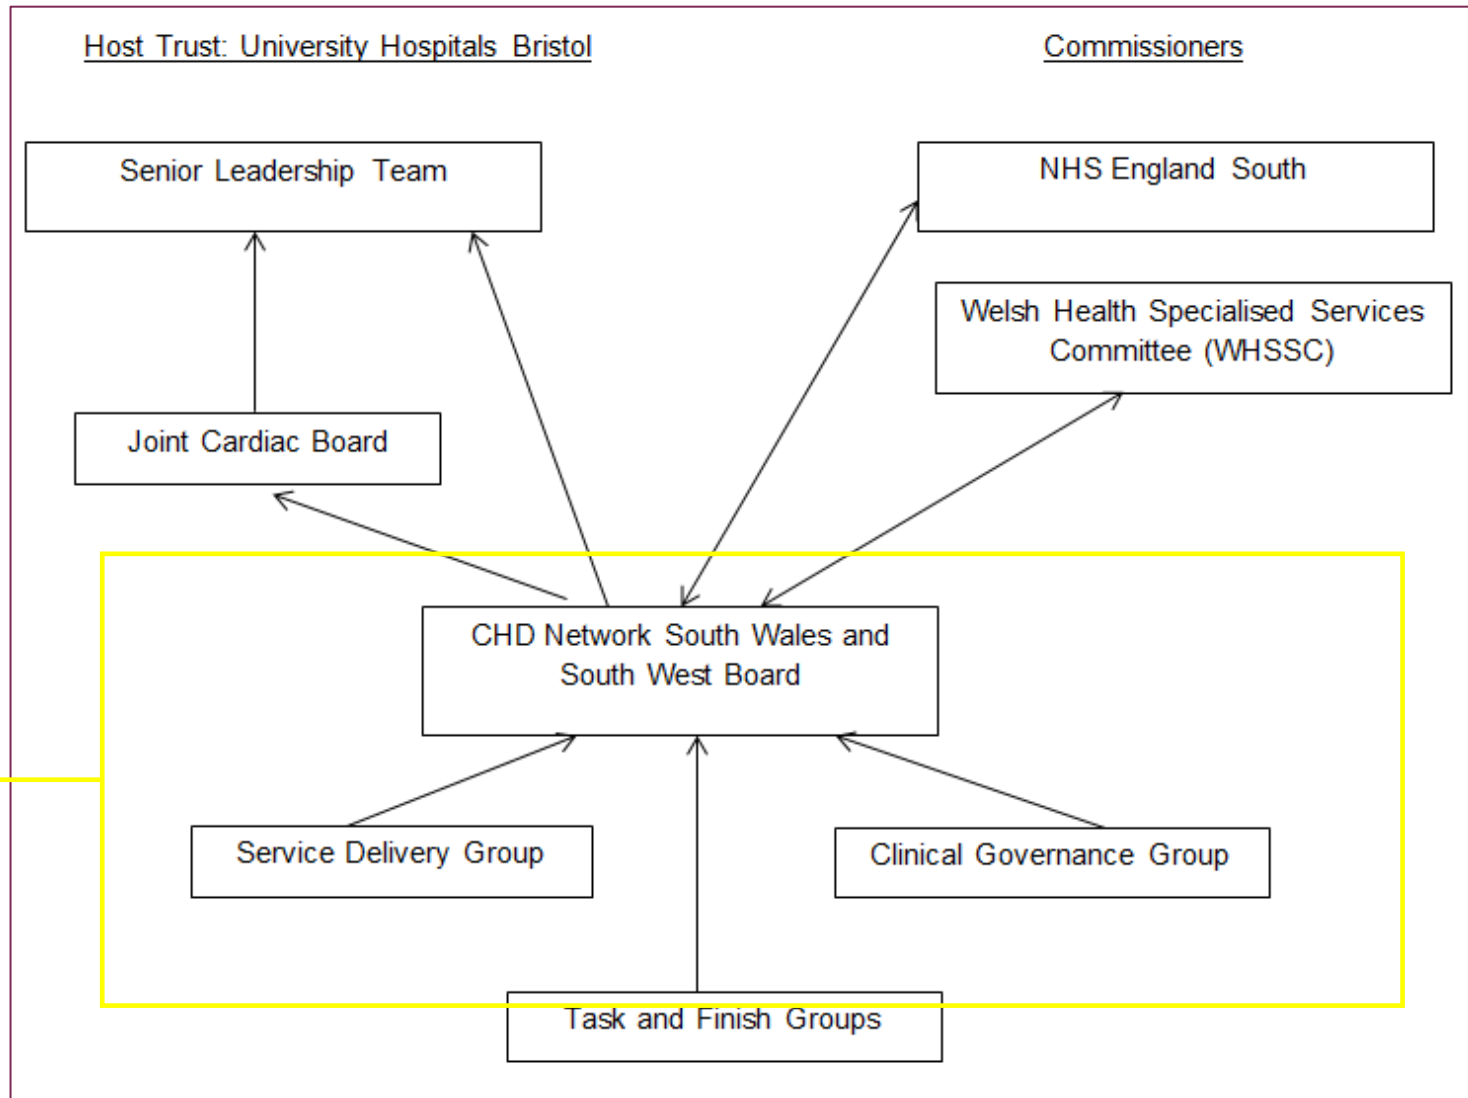 Host Trust: University Hospitals Bristol
Commissioners
Senior Leadership Team
NHS England South
Welsh Health Specialised Services
Committee (WHSSC)
Joint Cardiac Board
CHD Network South Wales and
South West Board
Service Delivery Group
Clinical Governance Group
Task and Finish Groups